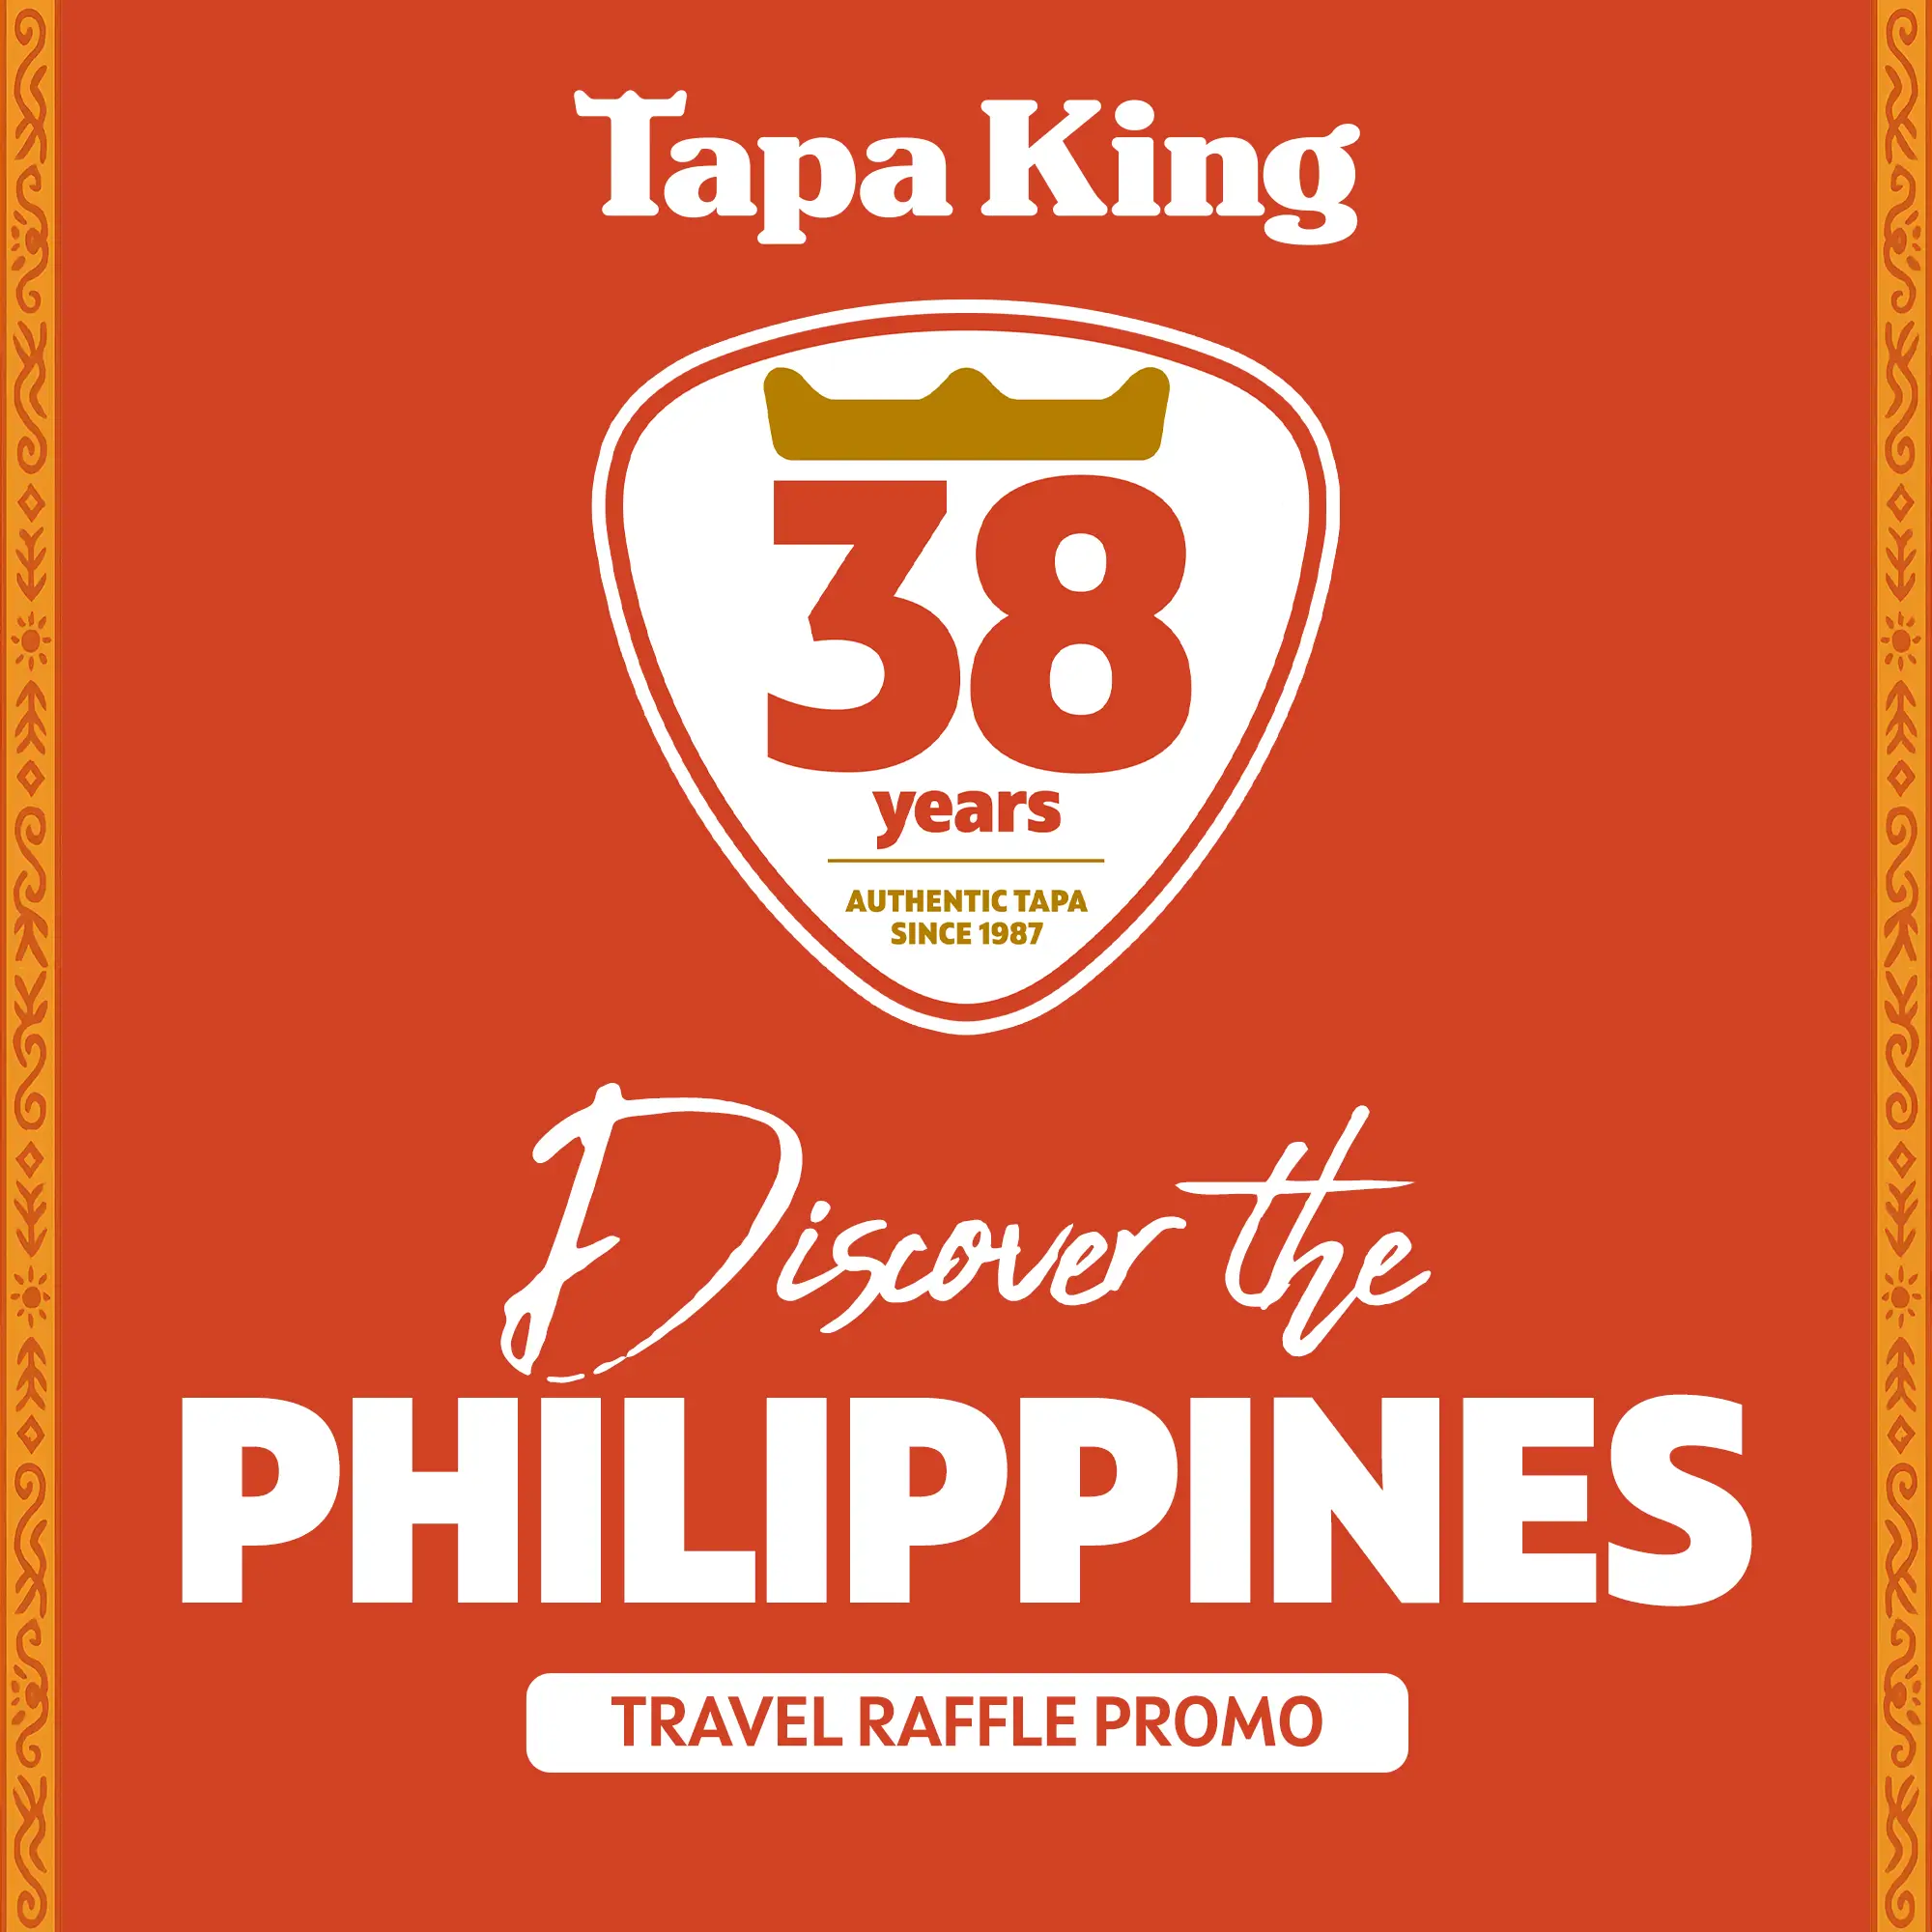 Tapa King
38
years
AUTHENTIC TAPA
SINCE 1987
Discover the
PHILIPPINES
TRAVEL RAFFLE PROMO